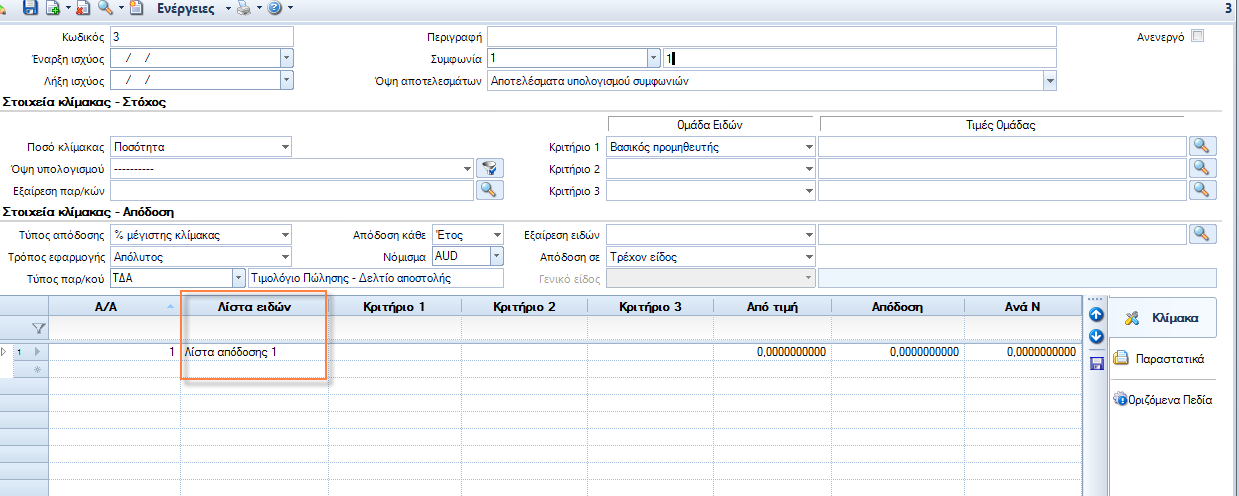 Ενέργειες 3
Κωδικός 3 Περιγραφή Ανενεργό
Έναρξη ισχύος / / Συμφωνία 1 1
Λήξη ισχύος / / Όψη αποτελεσμάτων Αποτελέσματα υπολογισμού συμφωνιών
Στοιχεία κλίμακας - Στόχος
Ομάδα Ειδών Τιμές Ομάδας
Ποσό κλίμακας Ποσότητα Κριτήριο 1 Βασικός προμηθευτής
Όψη υπολογισμού ---------- Κριτήριο 2
Εξαίρεση παρ/κών Κριτήριο 3
Στοιχεία κλίμακας - Απόδοση
Τύπος απόδοσης % μέγιστης κλίμακας Απόδοση κάθε Έτος Εξαίρεση ειδών
Τρόπος εφαρμογής Απόλυτος Νόμισμα AUD Απόδοση σε Τρέχον είδος
Τύπος παρ/κού ΤΔΑ Τιμολόγιο Πώλησης - Δελτίο αποστολής Γενικό είδος
Α/Α Λίστα ειδών Κριτήριο 1 Κριτήριο 2 Κριτήριο 3 Από τιμή Απόδοση Ανά Ν Κλίμακα
1 1 Λίστα απόδοσης 1 0,0000000000 0,0000000000 0,0000000000 Παραστατικά
Οριζόμενα Πεδία